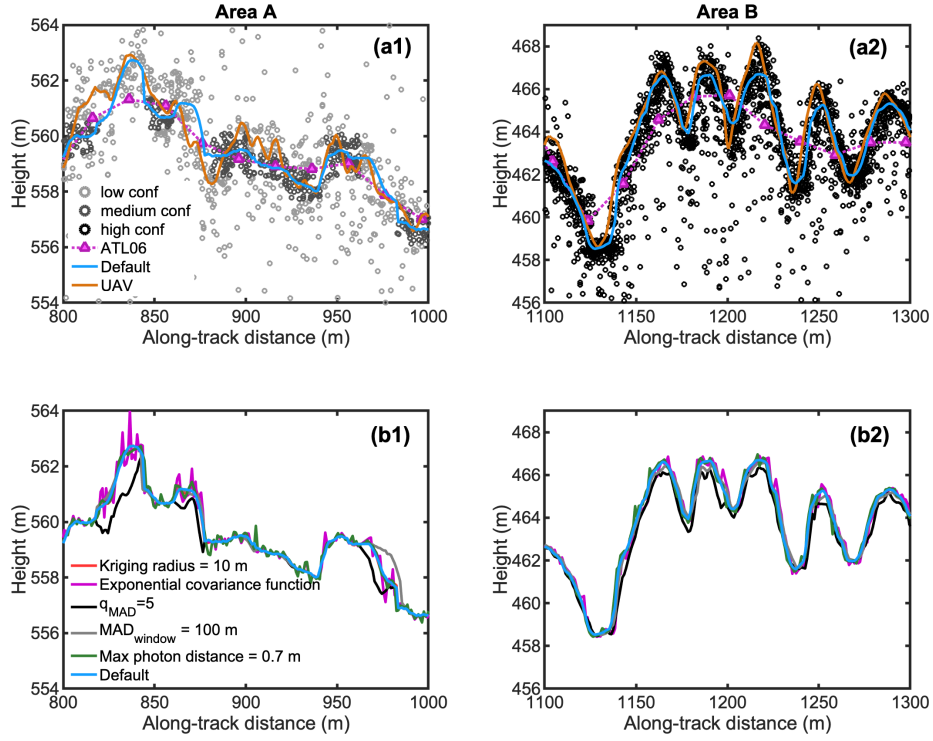 Area A
Area B
564
562
560
558
556
554
Height (m)
(a1)
low conf
medium conf
high conf
ATL06
Default
UAV
800
850
900
950
1000
Along-track distance (m)
468
466
464
462
460
458
456
Height (m)
(a2)
1100
1150
1200
1250
1300
Along-track distance (m)
564
562
560
558
556
554
Height (m)
(b1)
Kriging radius = 10 m
Exponential covariance function
qMAD=5
MADwindow = 100 m
Max photon distance = 0.7 m
Default
800
850
900
950
1000
Along-track distance (m)
468
466
464
462
460
458
456
Height (m)
(b2)
1100
1150
1200
1250
1300
Along-track distance (m)